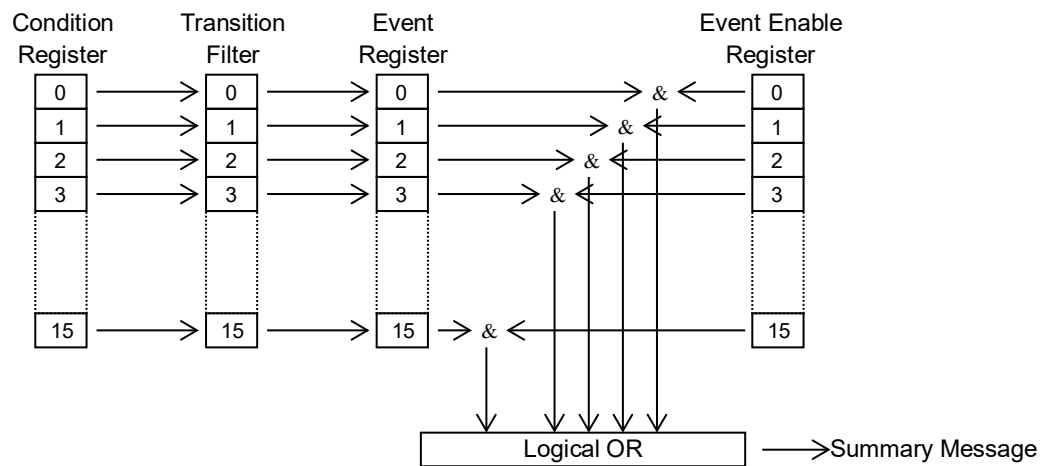 Condition Register
Transition Filter
Event Register
Event Enable Register
0 0 0 & 0
1 1 1 & 1
2 2 2 & 2
3 3 3 & 3
15 15 15 & 15
Logical OR
Summary Message